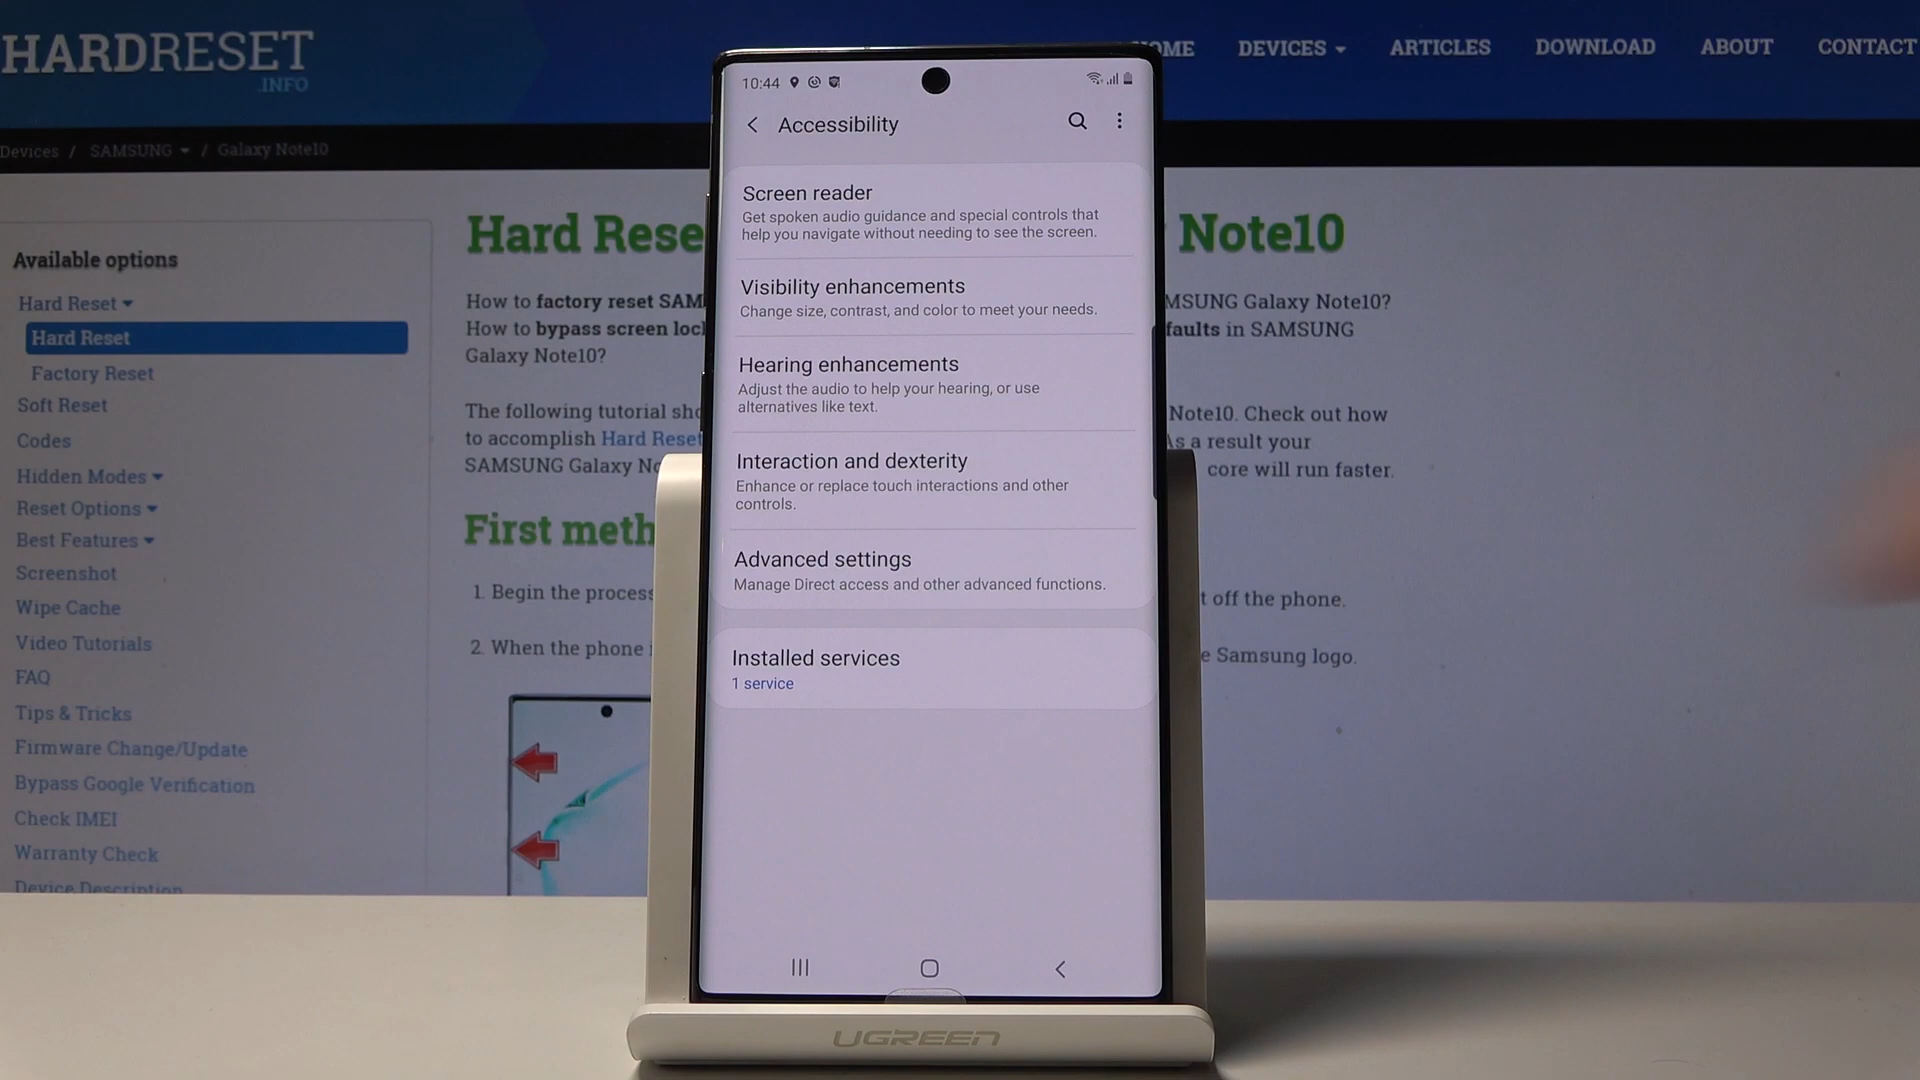 HARDRESET
.INFO
HOME
DEVICES
ARTICLES
DOWNLOAD
ABOUT
CONTACT
Devices / SAMSUNG / Galaxy Note10
Available options
Hard Reset
Hard Reset
Factory Reset
Soft Reset
Codes
Hidden Modes
Reset Options
Best Features
Screenshot
Wipe Cache
Video Tutorials
FAQ
Tips & Tricks
Firmware Change/Update
Bypass Google Verification
Check IMEI
Warranty Check
Device Description
Hard Rese
Note10
How to factory reset SAM
MSUNG Galaxy Note10?
How to bypass screen loc
faults in SAMSUNG
Galaxy Note10?
The following tutorial sho
Note10. Check out how
to accomplish Hard Reset
As a result your
SAMSUNG Galaxy No
core will run faster.
First meth
1. Begin the process
t off the phone.
2. When the phone i
e Samsung logo.
10:44
Accessibility
Screen reader
Get spoken audio guidance and special controls that
help you navigate without needing to see the screen.
Visibility enhancements
Change size, contrast, and color to meet your needs.
Hearing enhancements
Adjust the audio to help your hearing, or use
alternatives like text.
Interaction and dexterity
Enhance or replace touch interactions and other
controls.
Advanced settings
Manage Direct access and other advanced functions.
Installed services
1 service
UGREEN